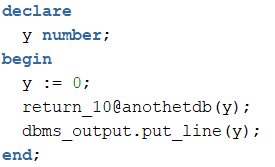 declare
  y number;
begin
  y := 0;
  return_10@anothetdb(y);
  dbms_output.put_line(y);
end;